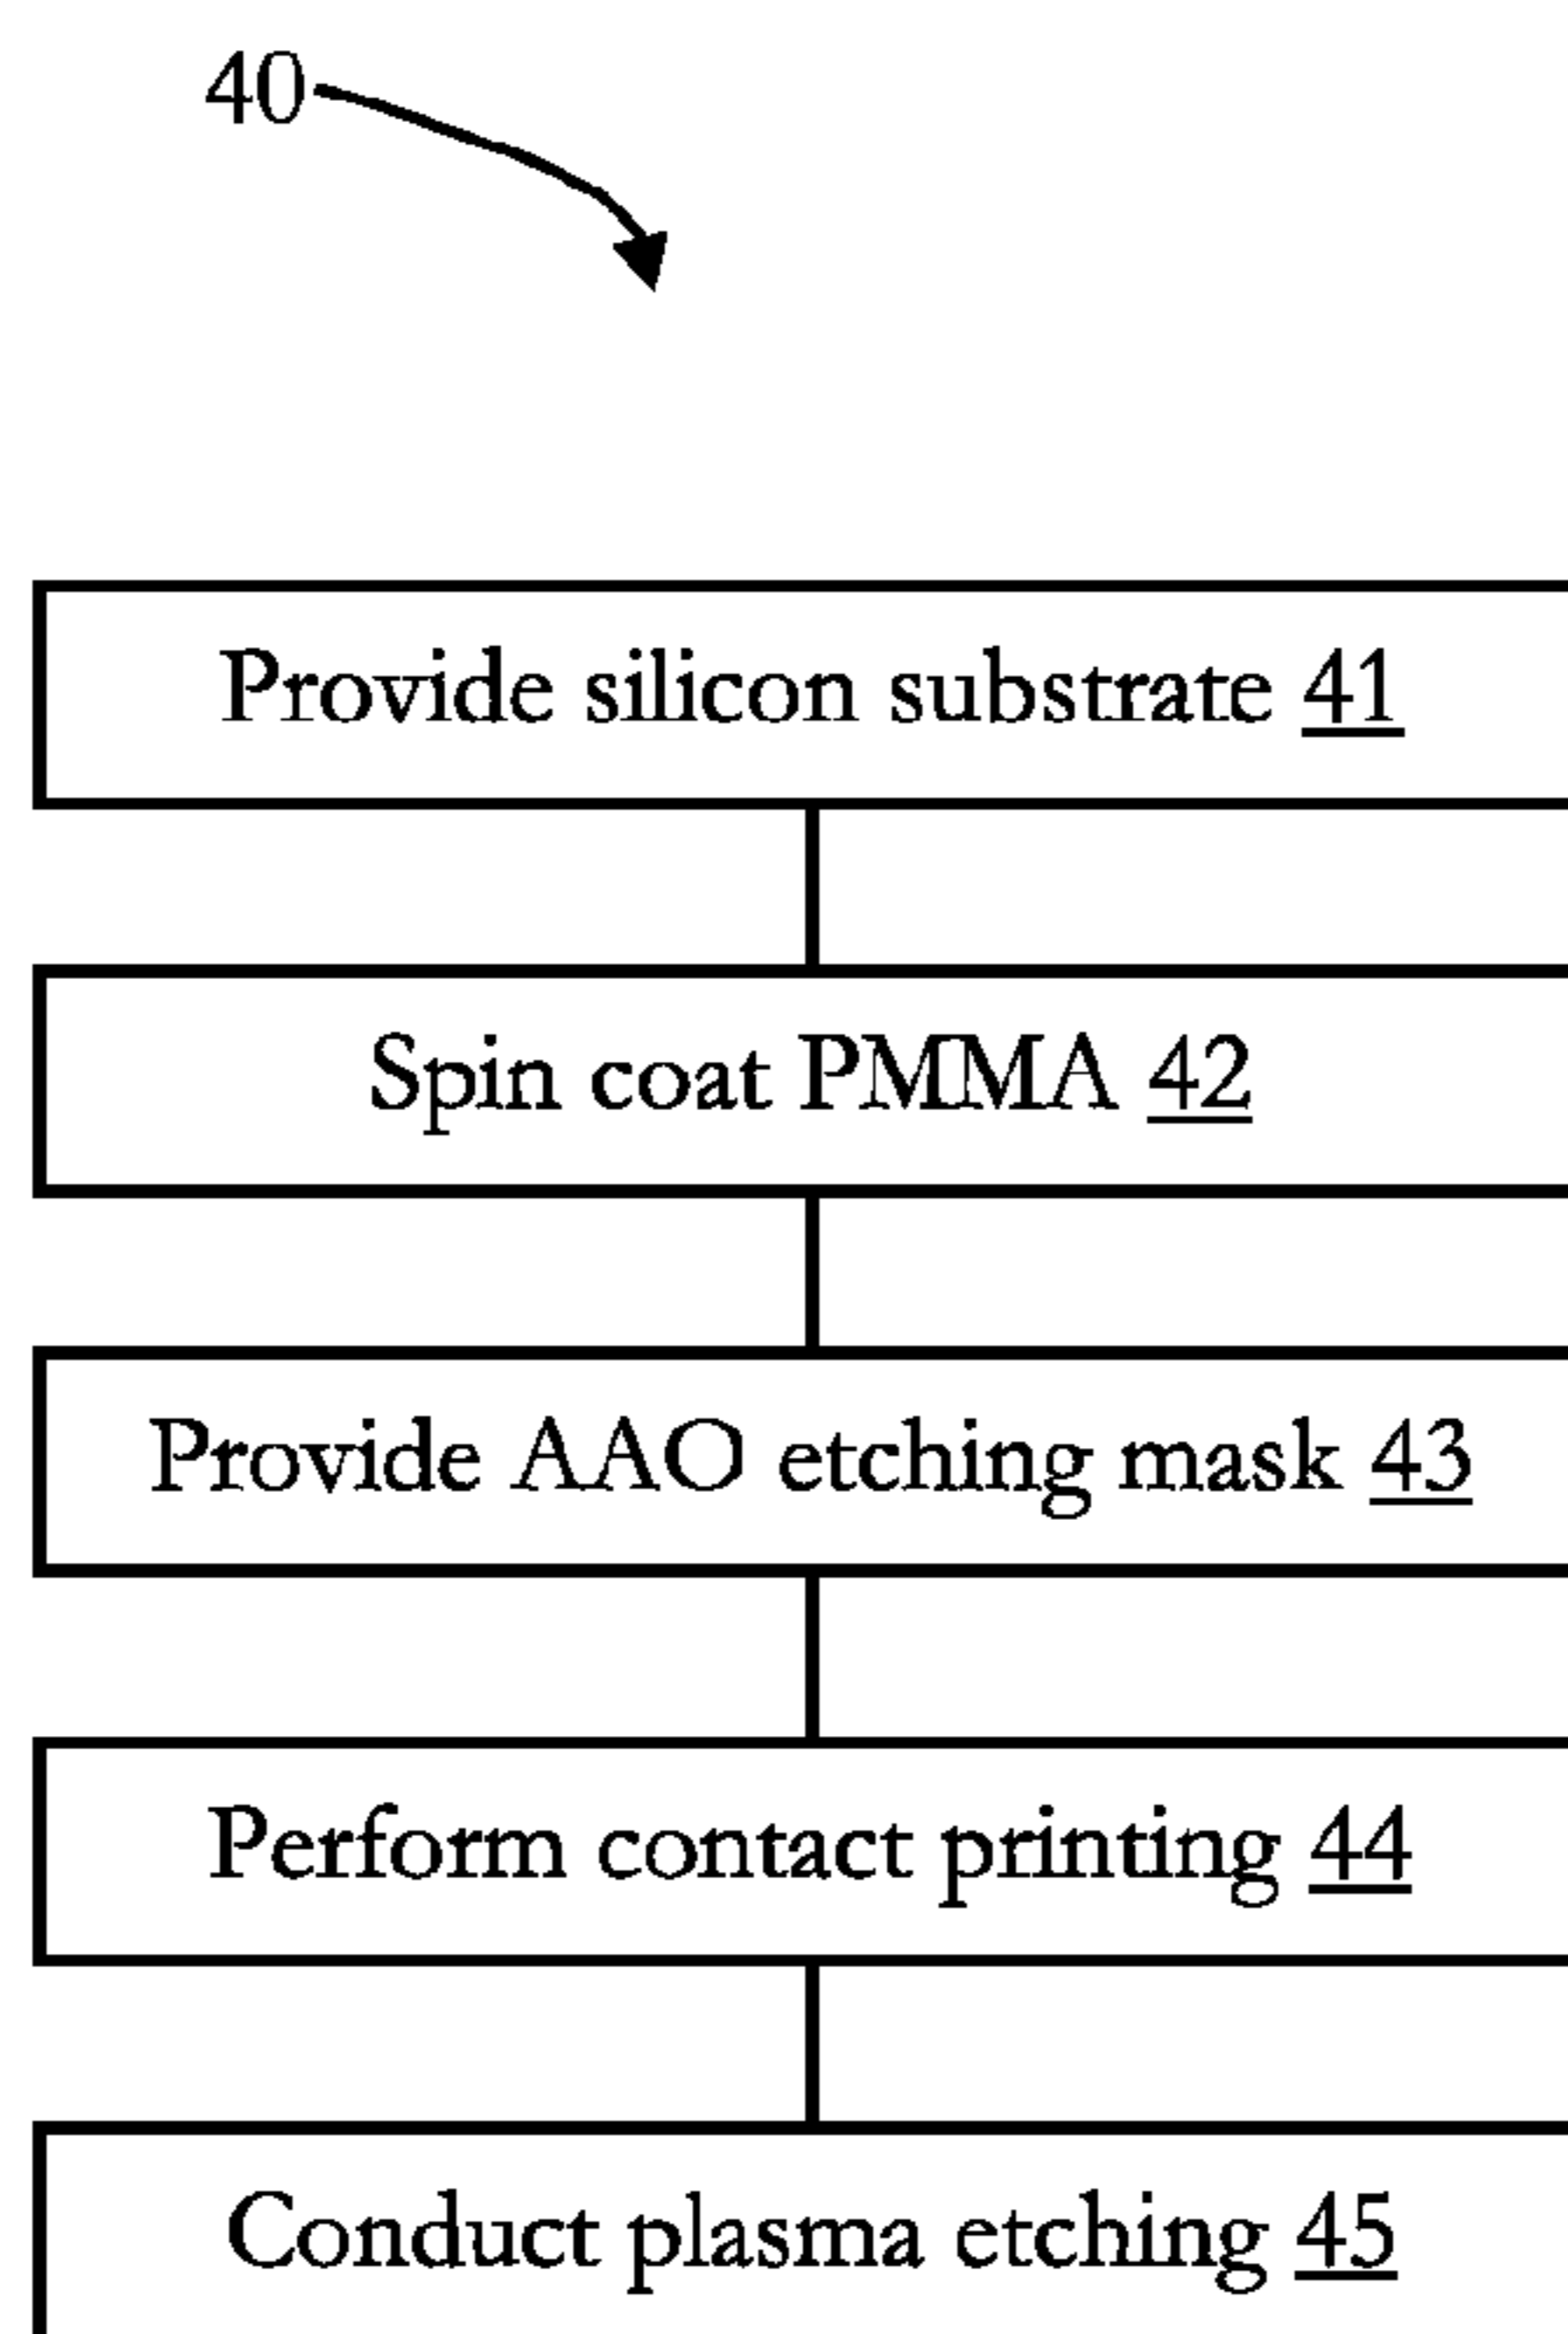 40
Provide silicon substrate 41
Spin coat PMMA 42
Provide AAO etching mask 43
Perform contact printing 44
Conduct plasma etching 45